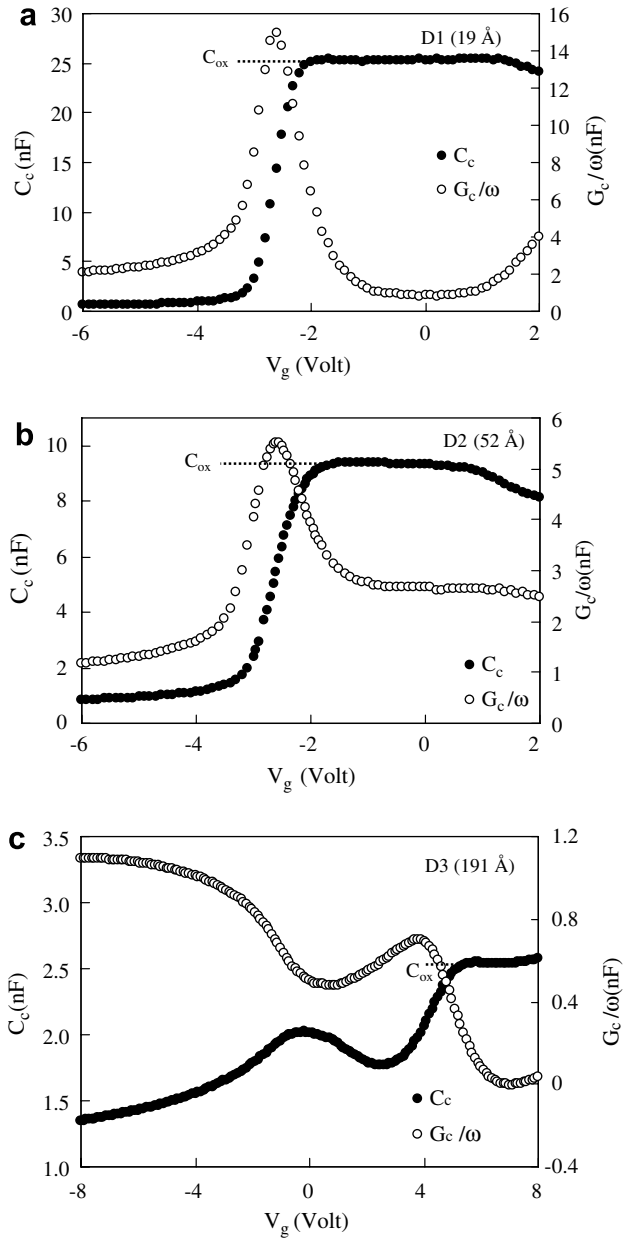 a
30
25
20
15
10
5
0
C_c (nF)
16
14
12
10
8
6
4
2
0
G_c/ω(nF)
D1 (19 Å)
C_ox
● C_c
○ G_c/ω
-6
-4
-2
0
2
V_g (Volt)
b
10
8
6
4
2
0
C_c (nF)
6
5
4
3
2
1
0
G_c/ω(nF)
D2 (52 Å)
C_ox
● C_c
○ G_c/ω
-6
-4
-2
0
2
V_g (Volt)
c
3.5
3.0
2.5
2.0
1.5
1.0
C_c(nF)
1.2
0.9
0.6
0.3
0
-0.4
G_c/ω(nF)
D3 (191 Å)
C_ox
● Cc
○ Gc/ω
-8
-4
0
4
8
V_g (Volt)